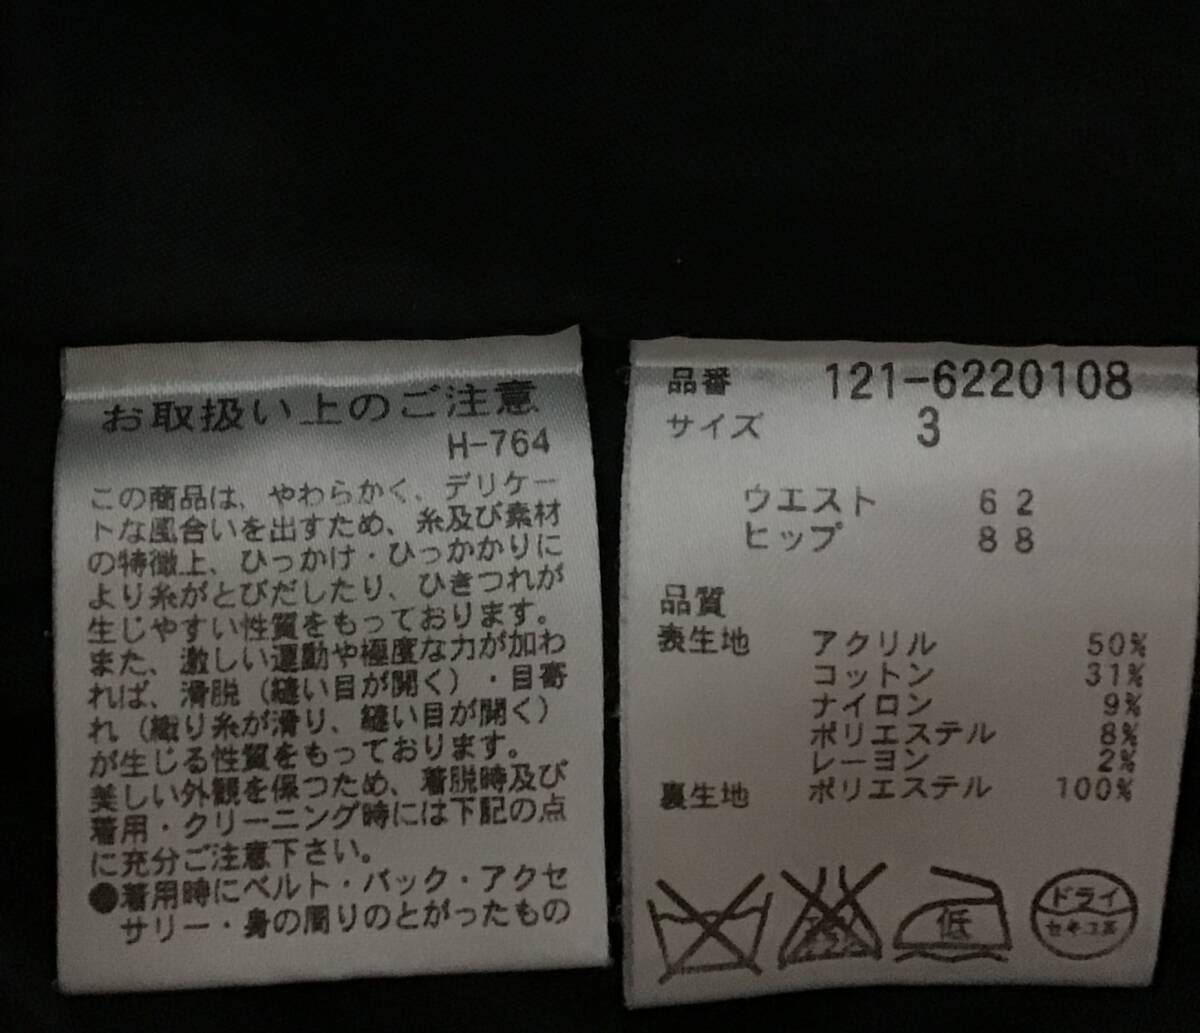 お取扱い上のご注意
H-764
この商品は、やわらかく、デリケー
トな風合いを出すため、糸及び素材
の特徴上、ひっかけ・ひっかかりに
より糸がとびだしたり、ひきつれが
生じやすい性質をもっております。
また、激しい運動や極度な力が加わ
れば、滑脱（縫い目が開く）・目寄
れ（織り糸が滑り、縫い目が開く）
が生じる性質をもっております。
美しい外観を保つため、着脱時及び
着用・クリーニング時には下記の点
に充分ご注意下さい。
●着用時にベルト・バック・アクセ
サリー・身の周りのとがったもの
品番 121-6220108
サイズ 3
ウエスト 62
ヒップ 88
品質
表生地 アクリル 50%
コットン 31%
ナイロン 9%
ポリエステル 8%
レーヨン 2%
裏生地 ポリエステル 100%
低
ドライ
セキユ系